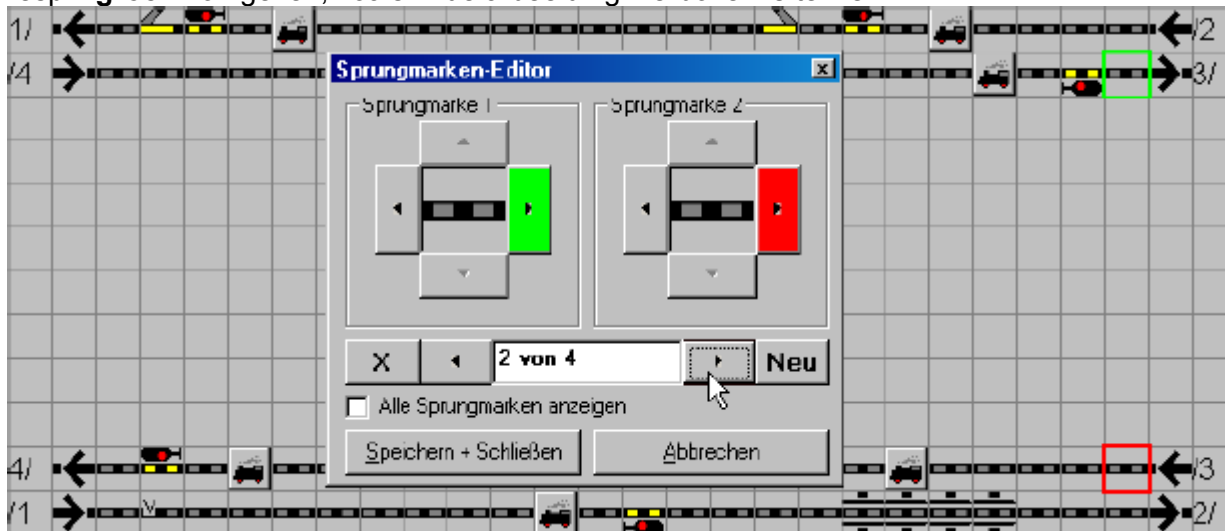 1/ /2
/4 3/
Sprungmarken-Editor
Sprungmarke 1 Sprungmarke 2
X 2 von 4 Neu
Alle Sprungmarken anzeigen
Speichern + Schließen Abbrechen
4/ /3
V
/1 2/